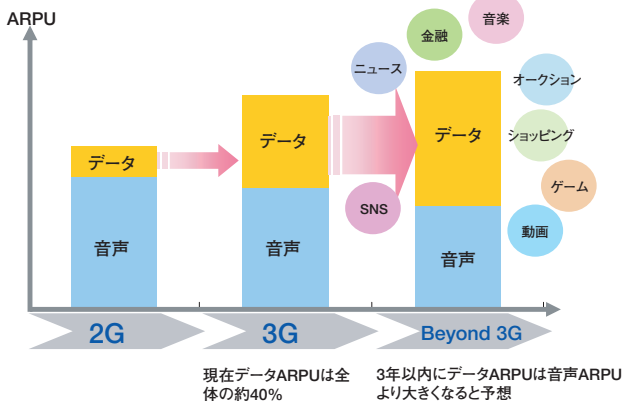 ARPU
金融
音楽
ニュース
オークション
データ
データ
データ
ショッピング
ゲーム
SNS
動画
音声
音声
音声
2G
3G
Beyond 3G
現在データARPUは全
体の約40%
3年以内にデータARPUは音声ARPU
より大きくなると予想